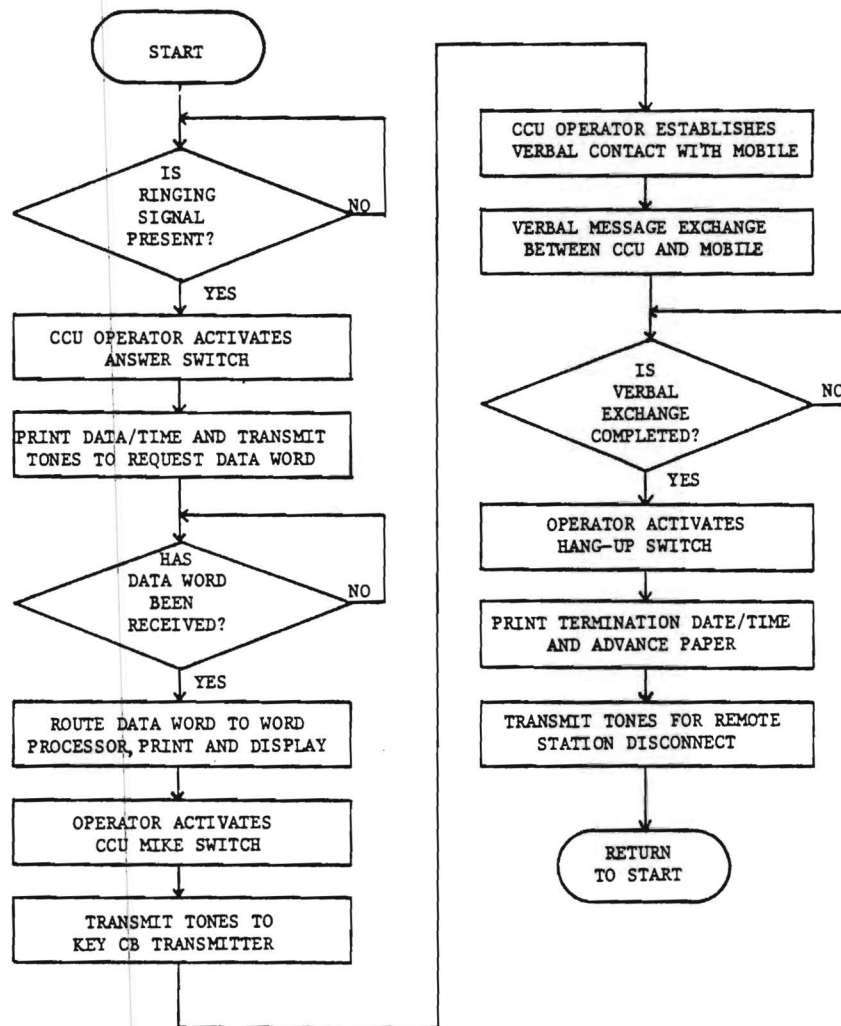 START
IS
RINGING
SIGNAL
PRESENT?
NO
YES
CCU OPERATOR ACTIVATES
ANSWER SWITCH
PRINT DATA/TIME AND TRANSMIT
TONES TO REQUEST DATA WORD
HAS
DATA WORD
BEEN
RECEIVED?
NO
YES
ROUTE DATA WORD TO WORD
PROCESSOR, PRINT AND DISPLAY
OPERATOR ACTIVATES
CCU MIKE SWITCH
TRANSMIT TONES TO
KEY CB TRANSMITTER
CCU OPERATOR ESTABLISHES
VERBAL CONTACT WITH MOBILE
VERBAL MESSAGE EXCHANGE
BETWEEN CCU AND MOBILE
IS
VERBAL
EXCHANGE
COMPLETED?
NO
YES
OPERATOR ACTIVATES
HANG-UP SWITCH
PRINT TERMINATION DATE/TIME
AND ADVANCE PAPER
TRANSMIT TONES FOR REMOTE
STATION DISCONNECT
RETURN
TO START